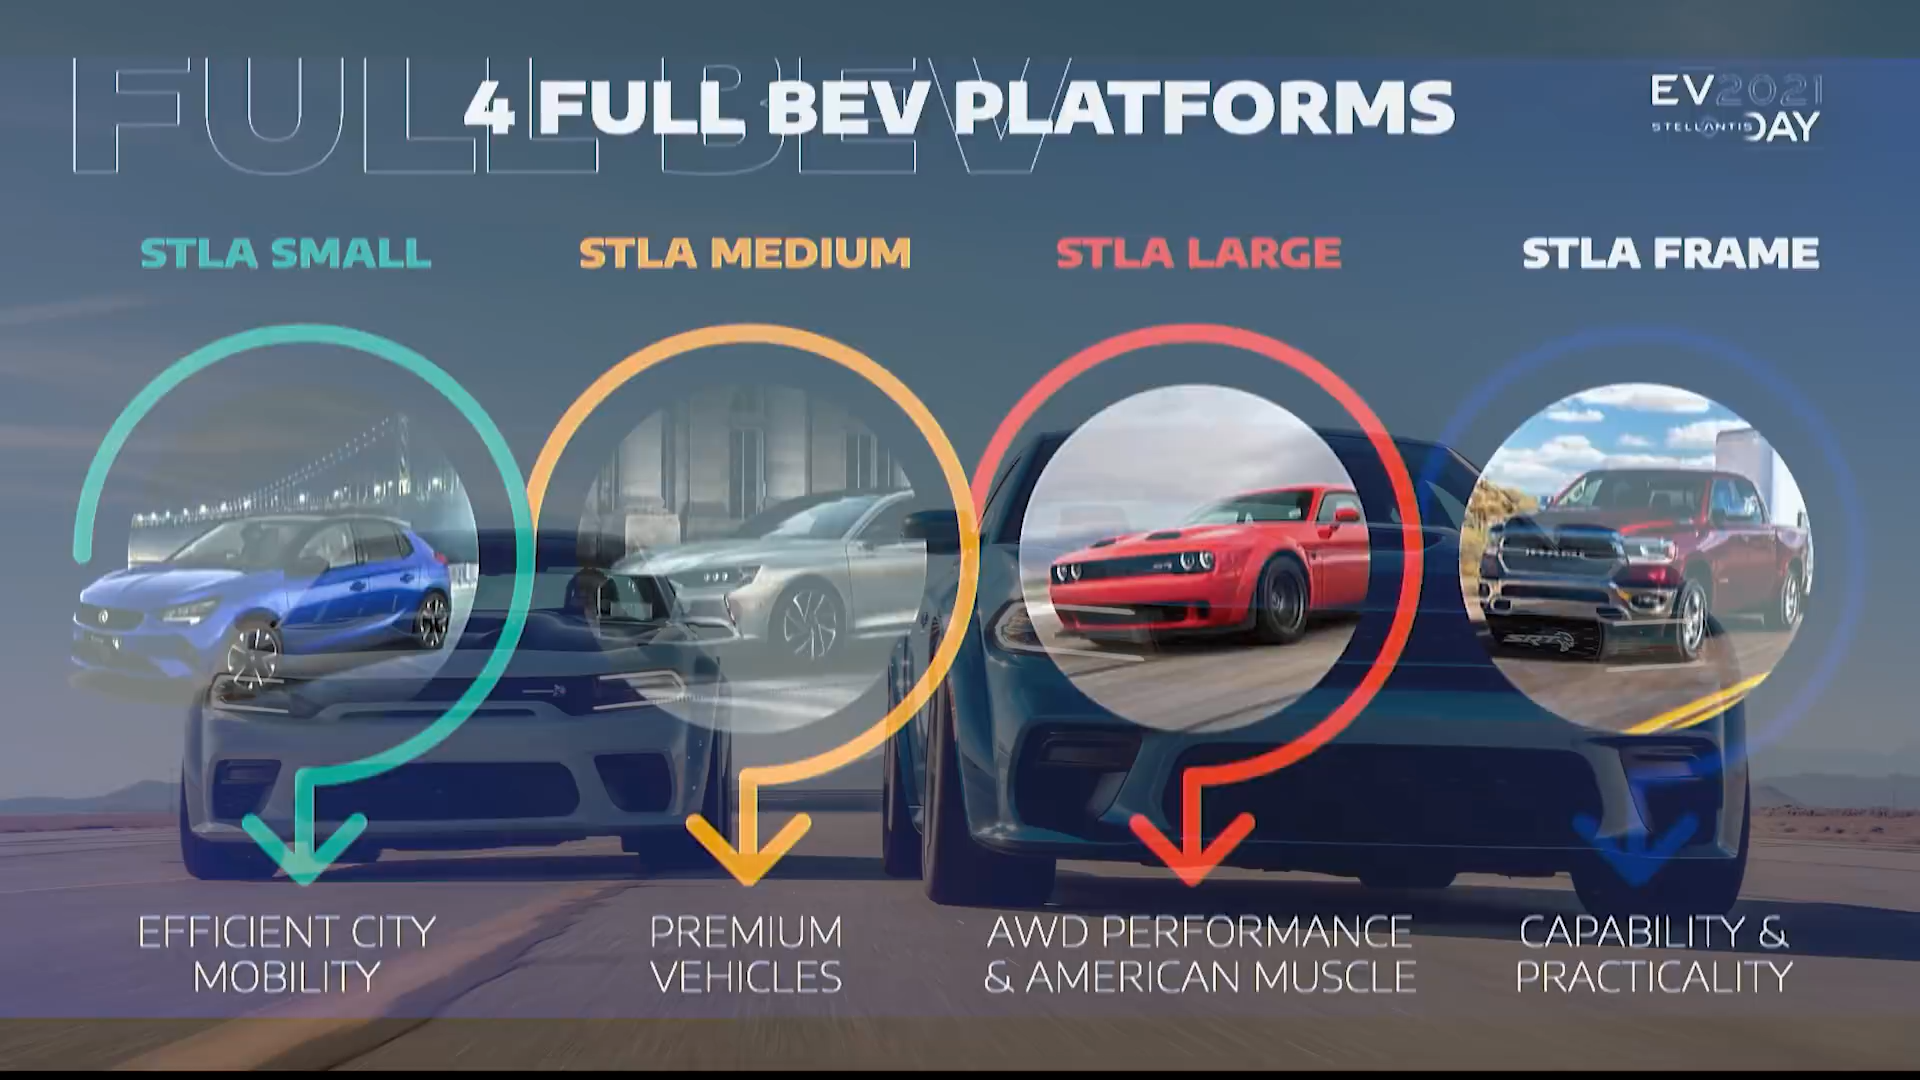 FULL BEV
4 FULL BEV PLATFORMS
EV 2021
STELLANTIS DAY
STLA SMALL
STLA MEDIUM
STLA LARGE
STLA FRAME
SRT
EFFICIENT CITY
MOBILITY
PREMIUM
VEHICLES
AWD PERFORMANCE
& AMERICAN MUSCLE
CAPABILITY &
PRACTICALITY